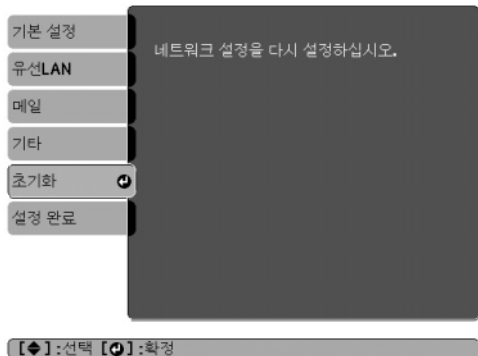 기본 설정
유선LAN
메일
기타
초기화
설정 완료
네트워크 설정을 다시 설정하십시오.
[◆]:선택 [↵]:확정